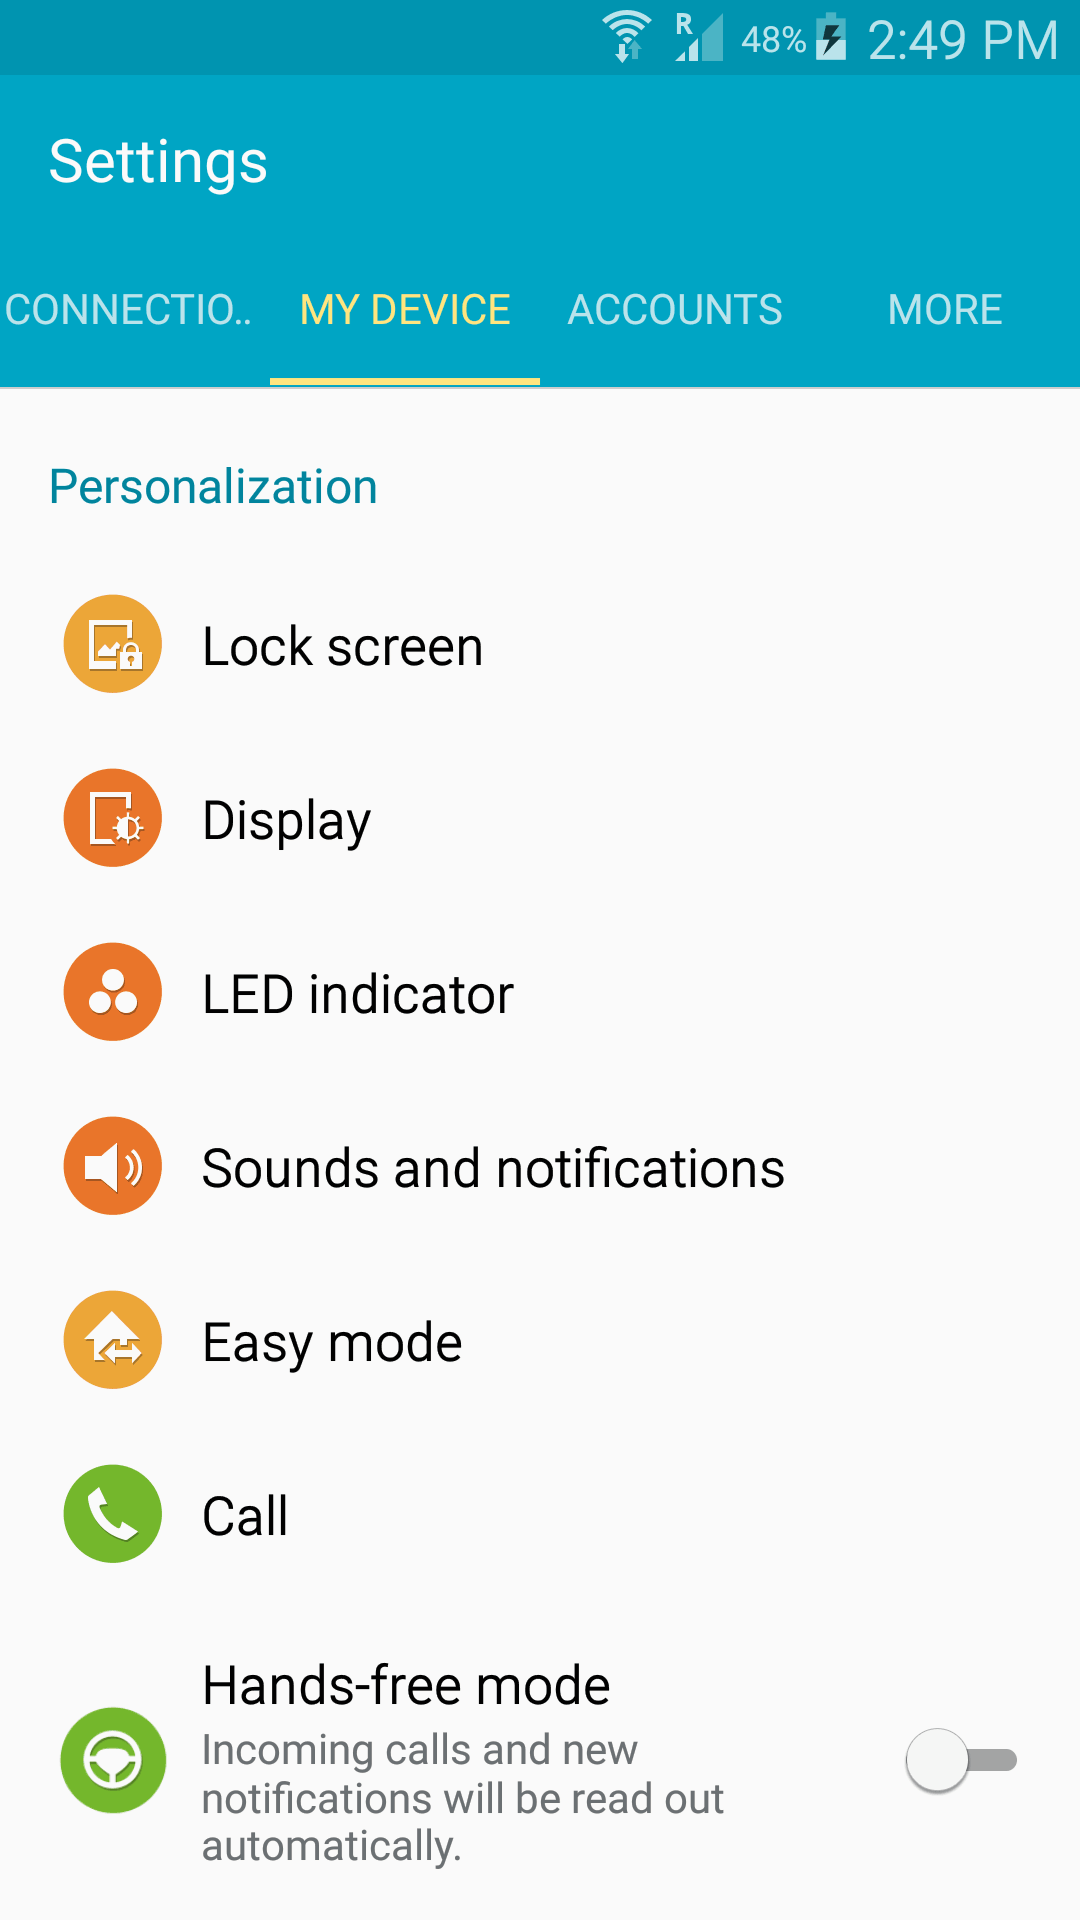 R 48% 2:49 PM
Settings
CONNECTIO.. MY DEVICE ACCOUNTS MORE
Personalization
Lock screen
Display
LED indicator
Sounds and notifications
Easy mode
Call
Hands-free mode
Incoming calls and new
notifications will be read out
automatically.